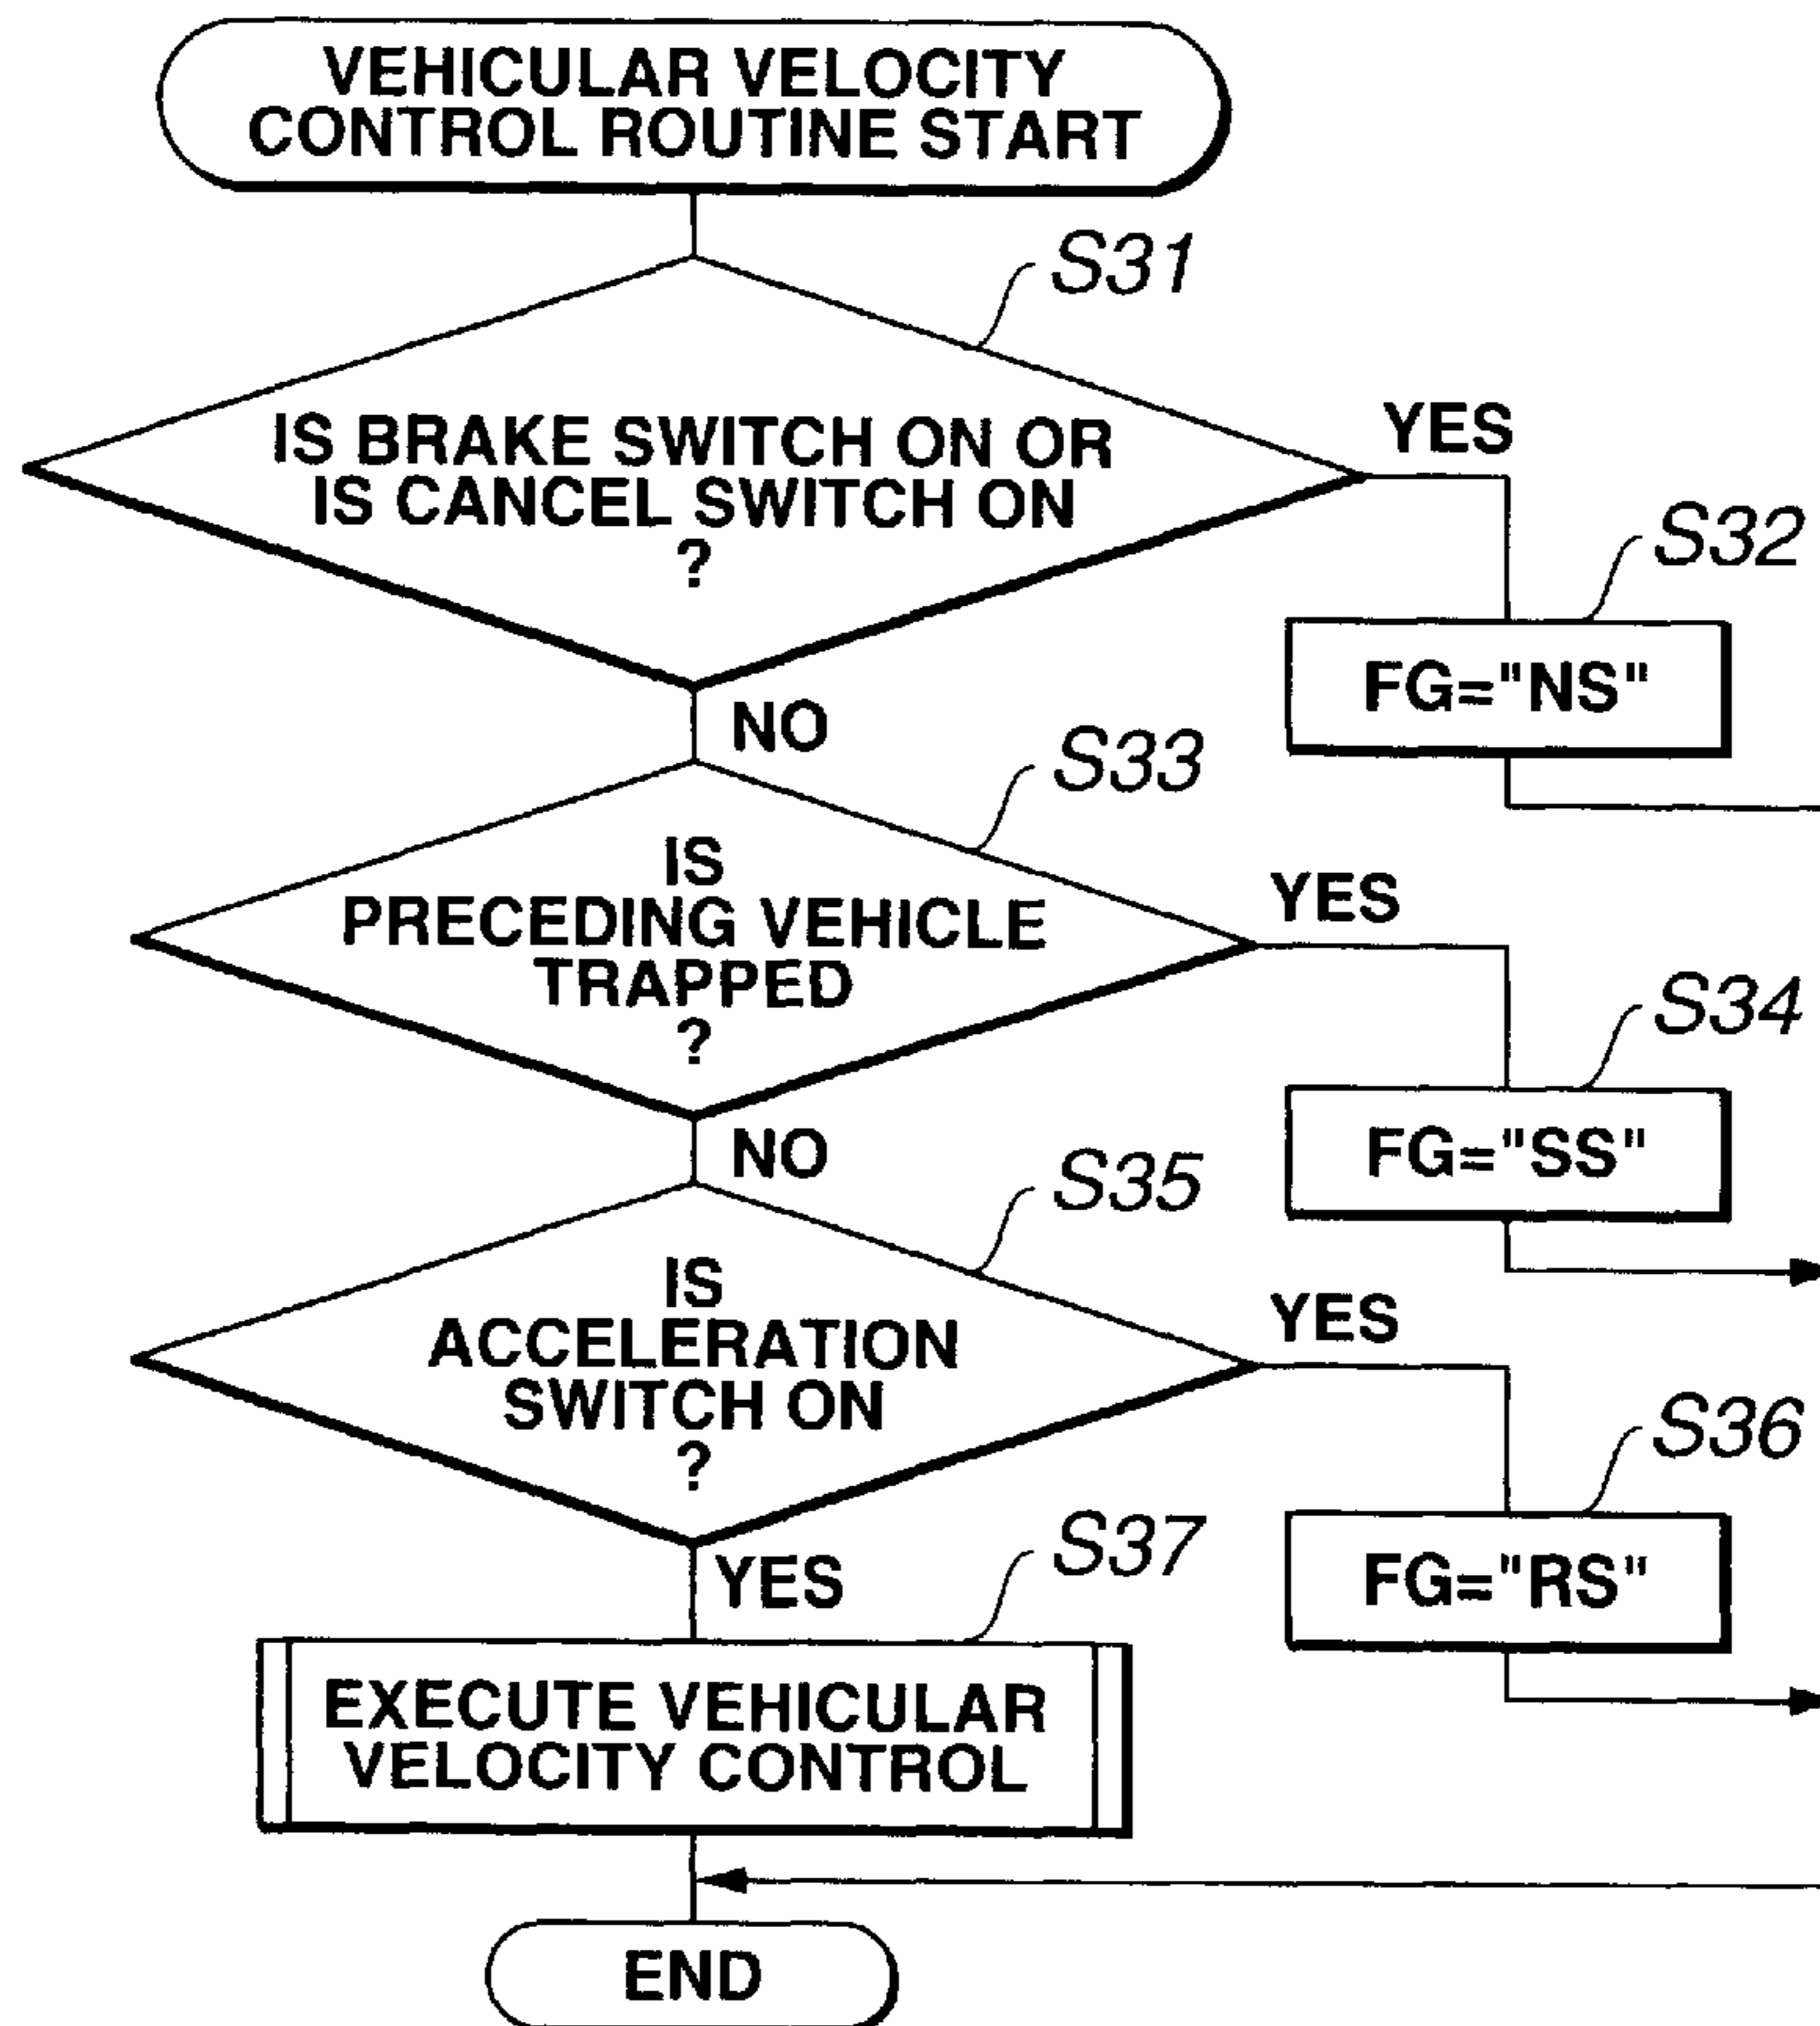 VEHICULAR VELOCITY
CONTROL ROUTINE START
S31
IS BRAKE SWITCH ON OR
IS CANCEL SWITCH ON
?
YES
S32
FG="NS"
NO
S33
IS
PRECEDING VEHICLE
TRAPPED
?
YES
S34
FG="SS"
NO
S35
IS
ACCELERATION
SWITCH ON
?
YES
S36
FG="RS"
YES
S37
EXECUTE VEHICULAR
VELOCITY CONTROL
END